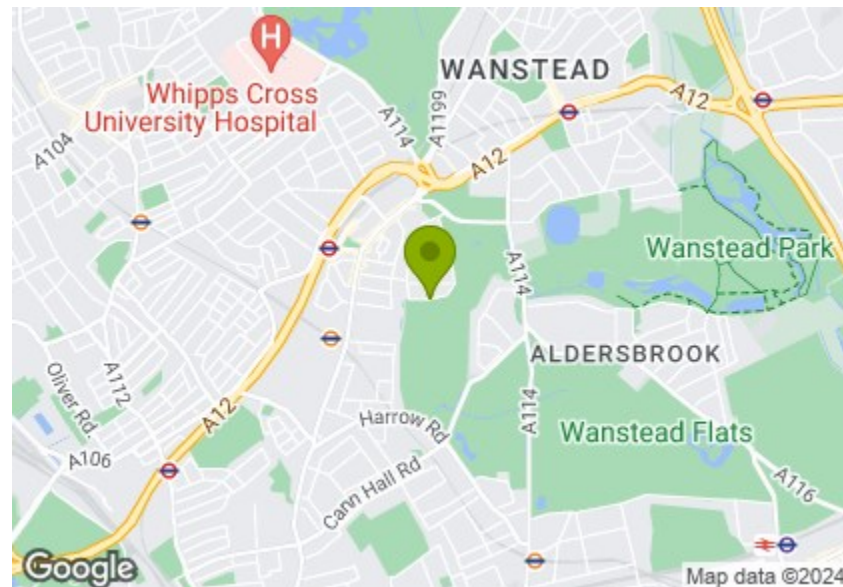 H
Whipps Cross
University Hospital
WANSTEAD
A12
A104
A114
A1199
A12
Wanstead Park
A114
ALDERSBROOK
Oliver Rd.
A112
A12
A114
Harrow Rd
Wanstead Flats
A106
Cann Hall Rd
A116
Google
Map data ©2024